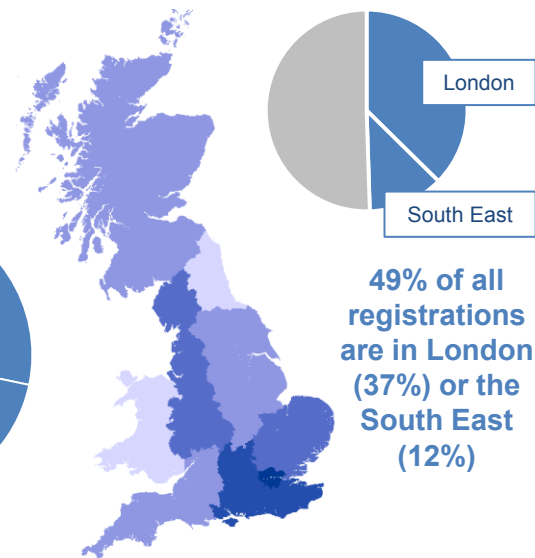 London
South East
49% of all
registrations
are in London
(37%) or the
South East
(12%)